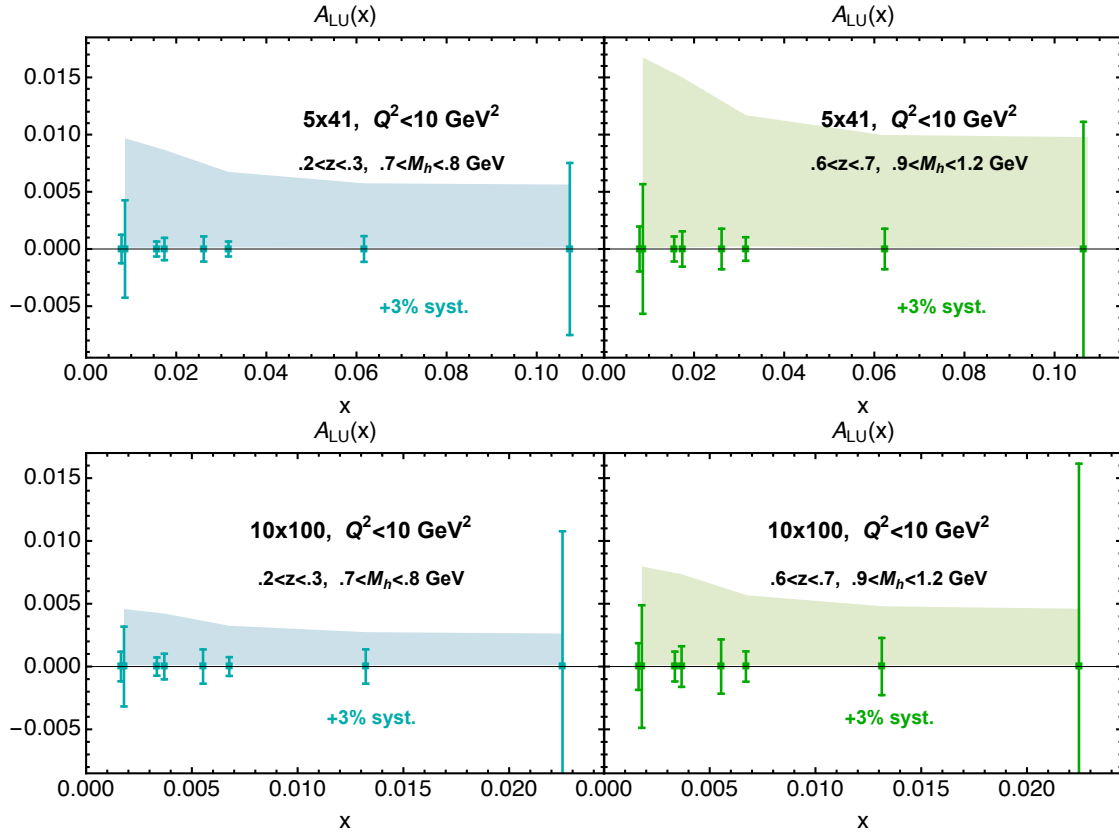 A_LU(x) A_LU(x)
0.015
0.010
0.005
0.000
−0.005
5x41, Q²<10 GeV²
.2<z<.3, .7<M_h<.8 GeV
+3% syst.
5x41, Q²<10 GeV²
.6<z<.7, .9<M_h<1.2 GeV
+3% syst.
0.00 0.02 0.04 0.06 0.08 0.10 0.00 0.02 0.04 0.06 0.08 0.10
x x
A_LU(x) A_LU(x)
0.015
0.010
0.005
0.000
−0.005
10x100, Q²<10 GeV²
.2<z<.3, .7<M_h<.8 GeV
+3% syst.
10x100, Q²<10 GeV²
.6<z<.7, .9<M_h<1.2 GeV
+3% syst.
0.000 0.005 0.010 0.015 0.020 0.000 0.005 0.010 0.015 0.020
x x